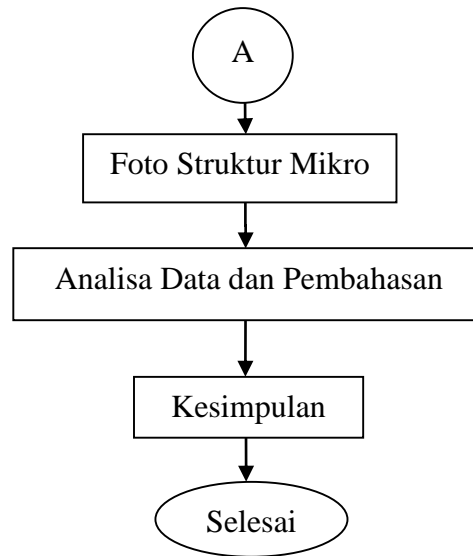 A
Foto Struktur Mikro
Analisa Data dan Pembahasan
Kesimpulan
Selesai